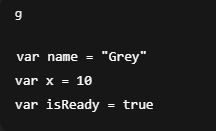 g
var name = "Grey"
var x = 10
var isReady = true